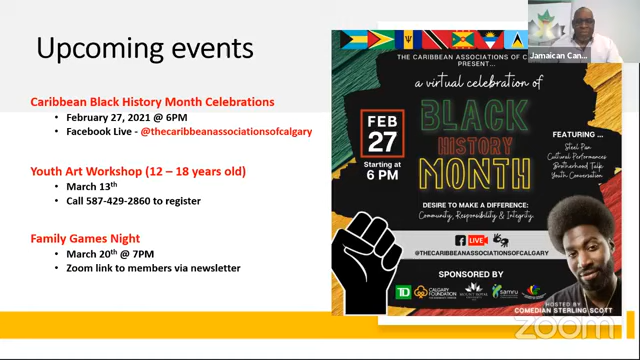 Upcoming events
Caribbean Black History Month Celebrations
• February 27, 2021 @ 6PM
• Facebook Live - @thecaribbeanassociationsofcalgary
Youth Art Workshop (12 – 18 years old)
• March 13th
• Call 587-429-2860 to register
Family Games Night
• March 20th @ 7PM
• Zoom link to members via newsletter
THE CARIBBEAN ASSOCIATIONS OF C
PRESENT...
a virtual celebration of
BLACK
HISTORY
MONTH
FEB
27
Starting at
6 PM
FEATURING ...
Steel Pan
Cultural Performances
Brotherhood Talk
Youth Conversation
DESIRE TO MAKE A DIFFERENCE:
Community, Responsibility & Integrity.
f LIVE
@THECARIBBEANASSOCIATIONSOFCALGARY
SPONSORED BY
TD
CALGARY
FOUNDATION
MOUNT ROYAL
samru
HOSTED BY
COMEDIAN STERLING SCOTT
Jamaican Can...
zoom